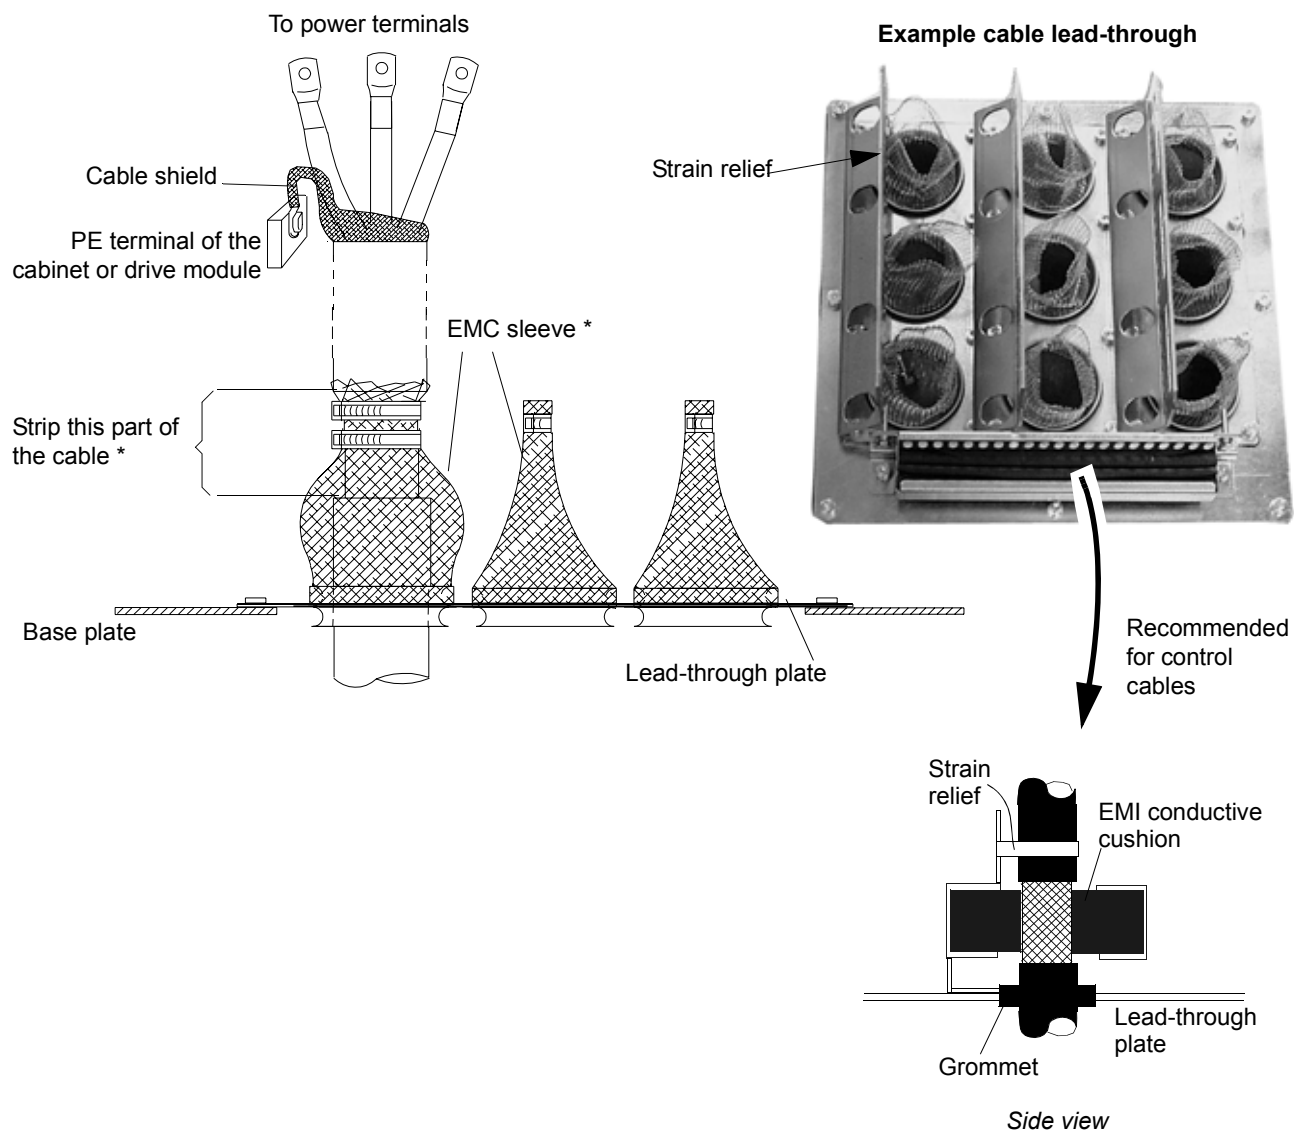 To power terminals
Example cable lead-through
Cable shield
Strain relief
PE terminal of the
cabinet or drive module
EMC sleeve *
Strip this part of
the cable *
Base plate
Lead-through plate
Recommended
for control
cables
Strain
relief
EMI conductive
cushion
Lead-through
plate
Grommet
Side view